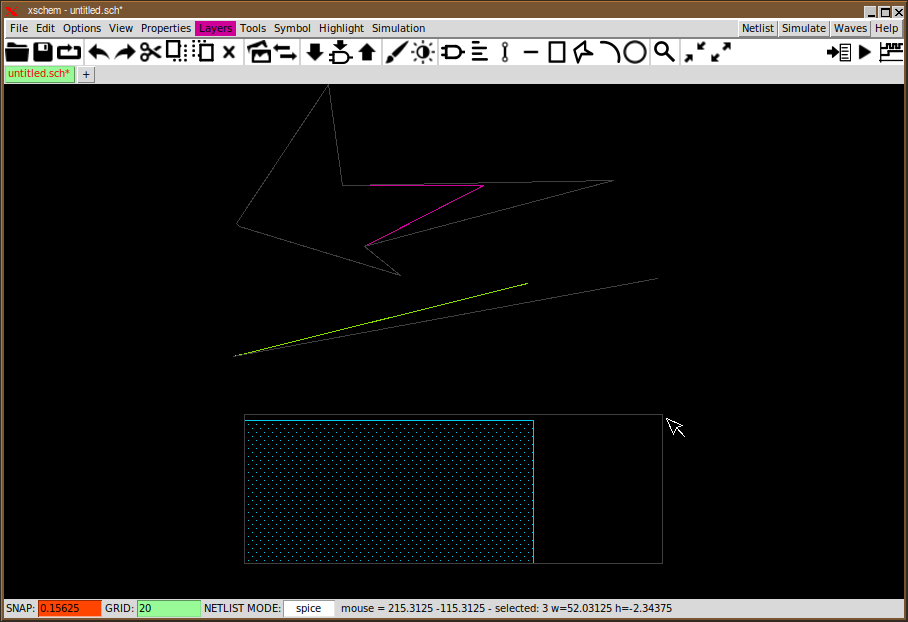 xschem - untitled.sch*
File Edit Options View Properties Layers Tools Symbol Highlight Simulation Netlist Simulate Waves Help
untitled.sch* +
SNAP: 0.15625 GRID: 20 NETLIST MODE: spice mouse = 215.3125 -115.3125 - selected: 3 w=52.03125 h=-2.34375